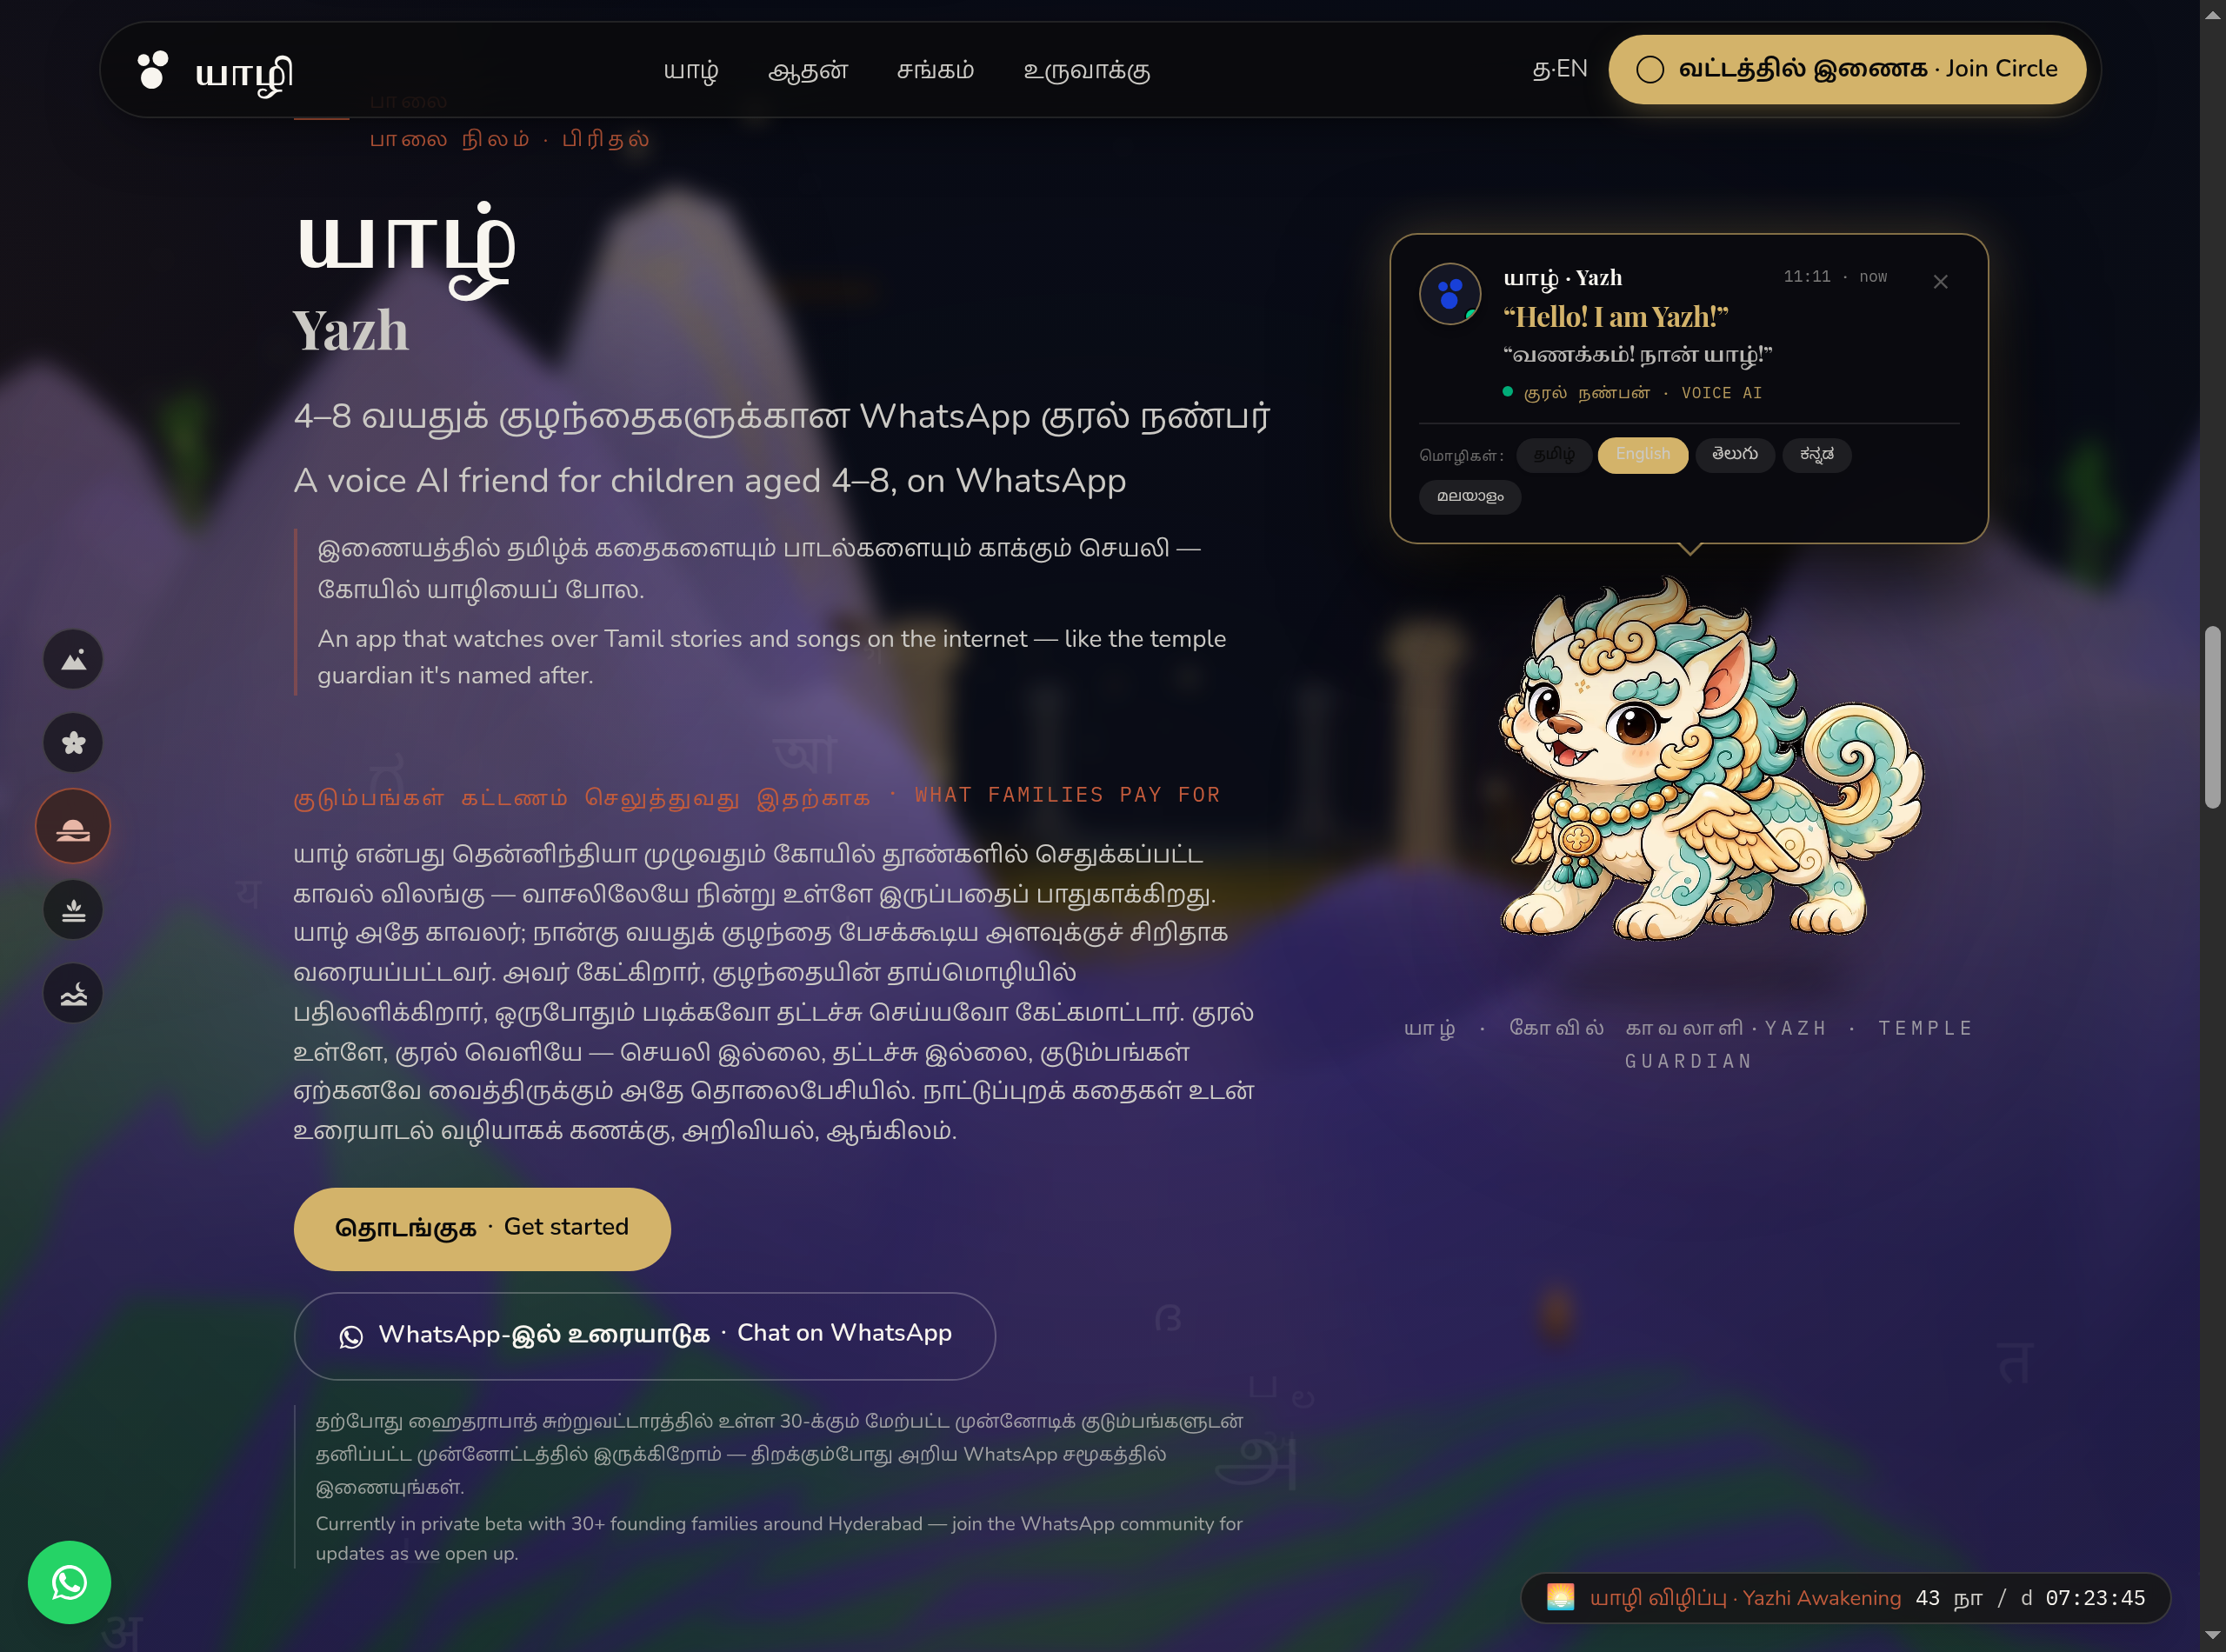 யாழி
யாழ் ஆதன் சங்கம் உருவாக்கு
த·EN
வட்டத்தில் இணைக · Join Circle
பாலை
பாலை நிலம் · பிரிதல்
யாழ்
Yazh
4–8 வயதுக் குழந்தைகளுக்கான WhatsApp குரல் நண்பர்
A voice AI friend for children aged 4–8, on WhatsApp
இணையத்தில் தமிழ்க் கதைகளையும் பாடல்களையும் காக்கும் செயலி —
கோயில் யாழியைப் போல.
An app that watches over Tamil stories and songs on the internet — like the temple
guardian it's named after.
குடும்பங்கள் கட்டணம் செலுத்துவது இதற்காக · WHAT FAMILIES PAY FOR
யாழ் என்பது தென்னிந்தியா முழுவதும் கோயில் தூண்களில் செதுக்கப்பட்ட
காவல் விலங்கு — வாசலிலேயே நின்று உள்ளே இருப்பதைப் பாதுகாக்கிறது.
யாழ் அதே காவலர்; நான்கு வயதுக் குழந்தை பேசக்கூடிய அளவுக்குச் சிறிதாக
வரையப்பட்டவர். அவர் கேட்கிறார், குழந்தையின் தாய்மொழியில்
பதிலளிக்கிறார், ஒருபோதும் படிக்கவோ தட்டச்சு செய்யவோ கேட்கமாட்டார். குரல்
உள்ளே, குரல் வெளியே — செயலி இல்லை, தட்டச்சு இல்லை, குடும்பங்கள்
ஏற்கனவே வைத்திருக்கும் அதே தொலைபேசியில். நாட்டுப்புறக் கதைகள் உடன்
உரையாடல் வழியாகக் கணக்கு, அறிவியல், ஆங்கிலம்.
தொடங்குக · Get started
WhatsApp-இல் உரையாடுக · Chat on WhatsApp
தற்போது ஹைதராபாத் சுற்றுவட்டாரத்தில் உள்ள 30-க்கும் மேற்பட்ட முன்னோடிக் குடும்பங்களுடன்
தனிப்பட்ட முன்னோட்டத்தில் இருக்கிறோம் — திறக்கும்போது அறிய WhatsApp சமூகத்தில்
இணையுங்கள்.
Currently in private beta with 30+ founding families around Hyderabad — join the WhatsApp community for
updates as we open up.
யாழ் · Yazh
11:11 · now
“Hello! I am Yazh!”
“வணக்கம்! நான் யாழ்!”
குரல் நண்பன் · VOICE AI
மொழிகள்: தமிழ் English తెలుగు ಕನ್ನಡ
മലയാളം
யாழ் · கோவில் காவலாளி · YAZH · TEMPLE
GUARDIAN
யாழி விழிப்பு · Yazhi Awakening 43 நா / d 07:23:45
ఆ
य
ప
अ
அ
त